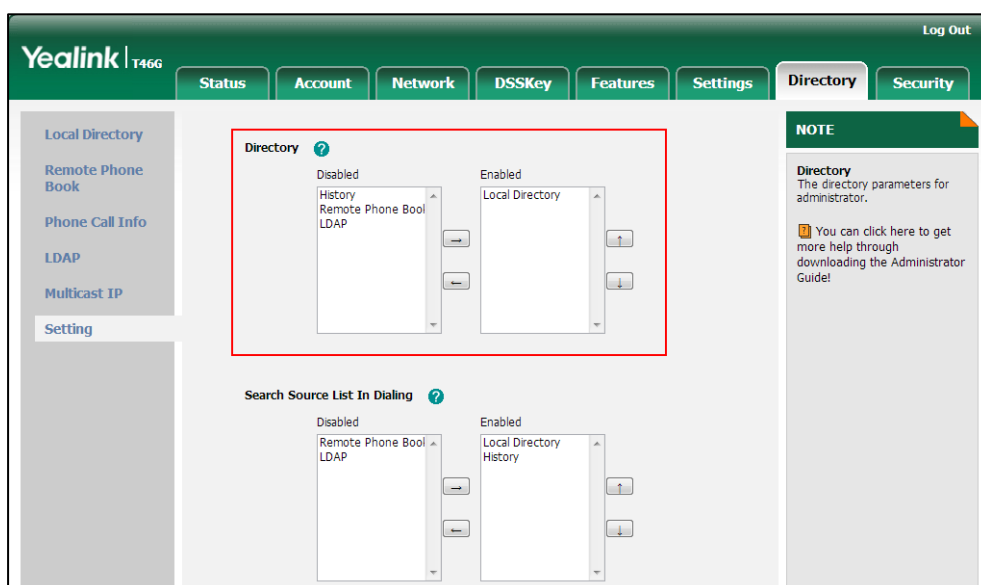 Log Out
Yealink T46G
Status Account Network DSSKey Features Settings Directory Security
Local Directory
Remote Phone
Book
Phone Call Info
LDAP
Multicast IP
Setting
Directory ?
Disabled Enabled
History
Remote Phone Bool
LDAP
Local Directory
→
←
↑
↓
Search Source List In Dialing ?
Disabled Enabled
Remote Phone Bool
LDAP
Local Directory
History
→
←
↑
↓
NOTE
Directory
The directory parameters for
administrator.
? You can click here to get
more help through
downloading the Administrator
Guide!